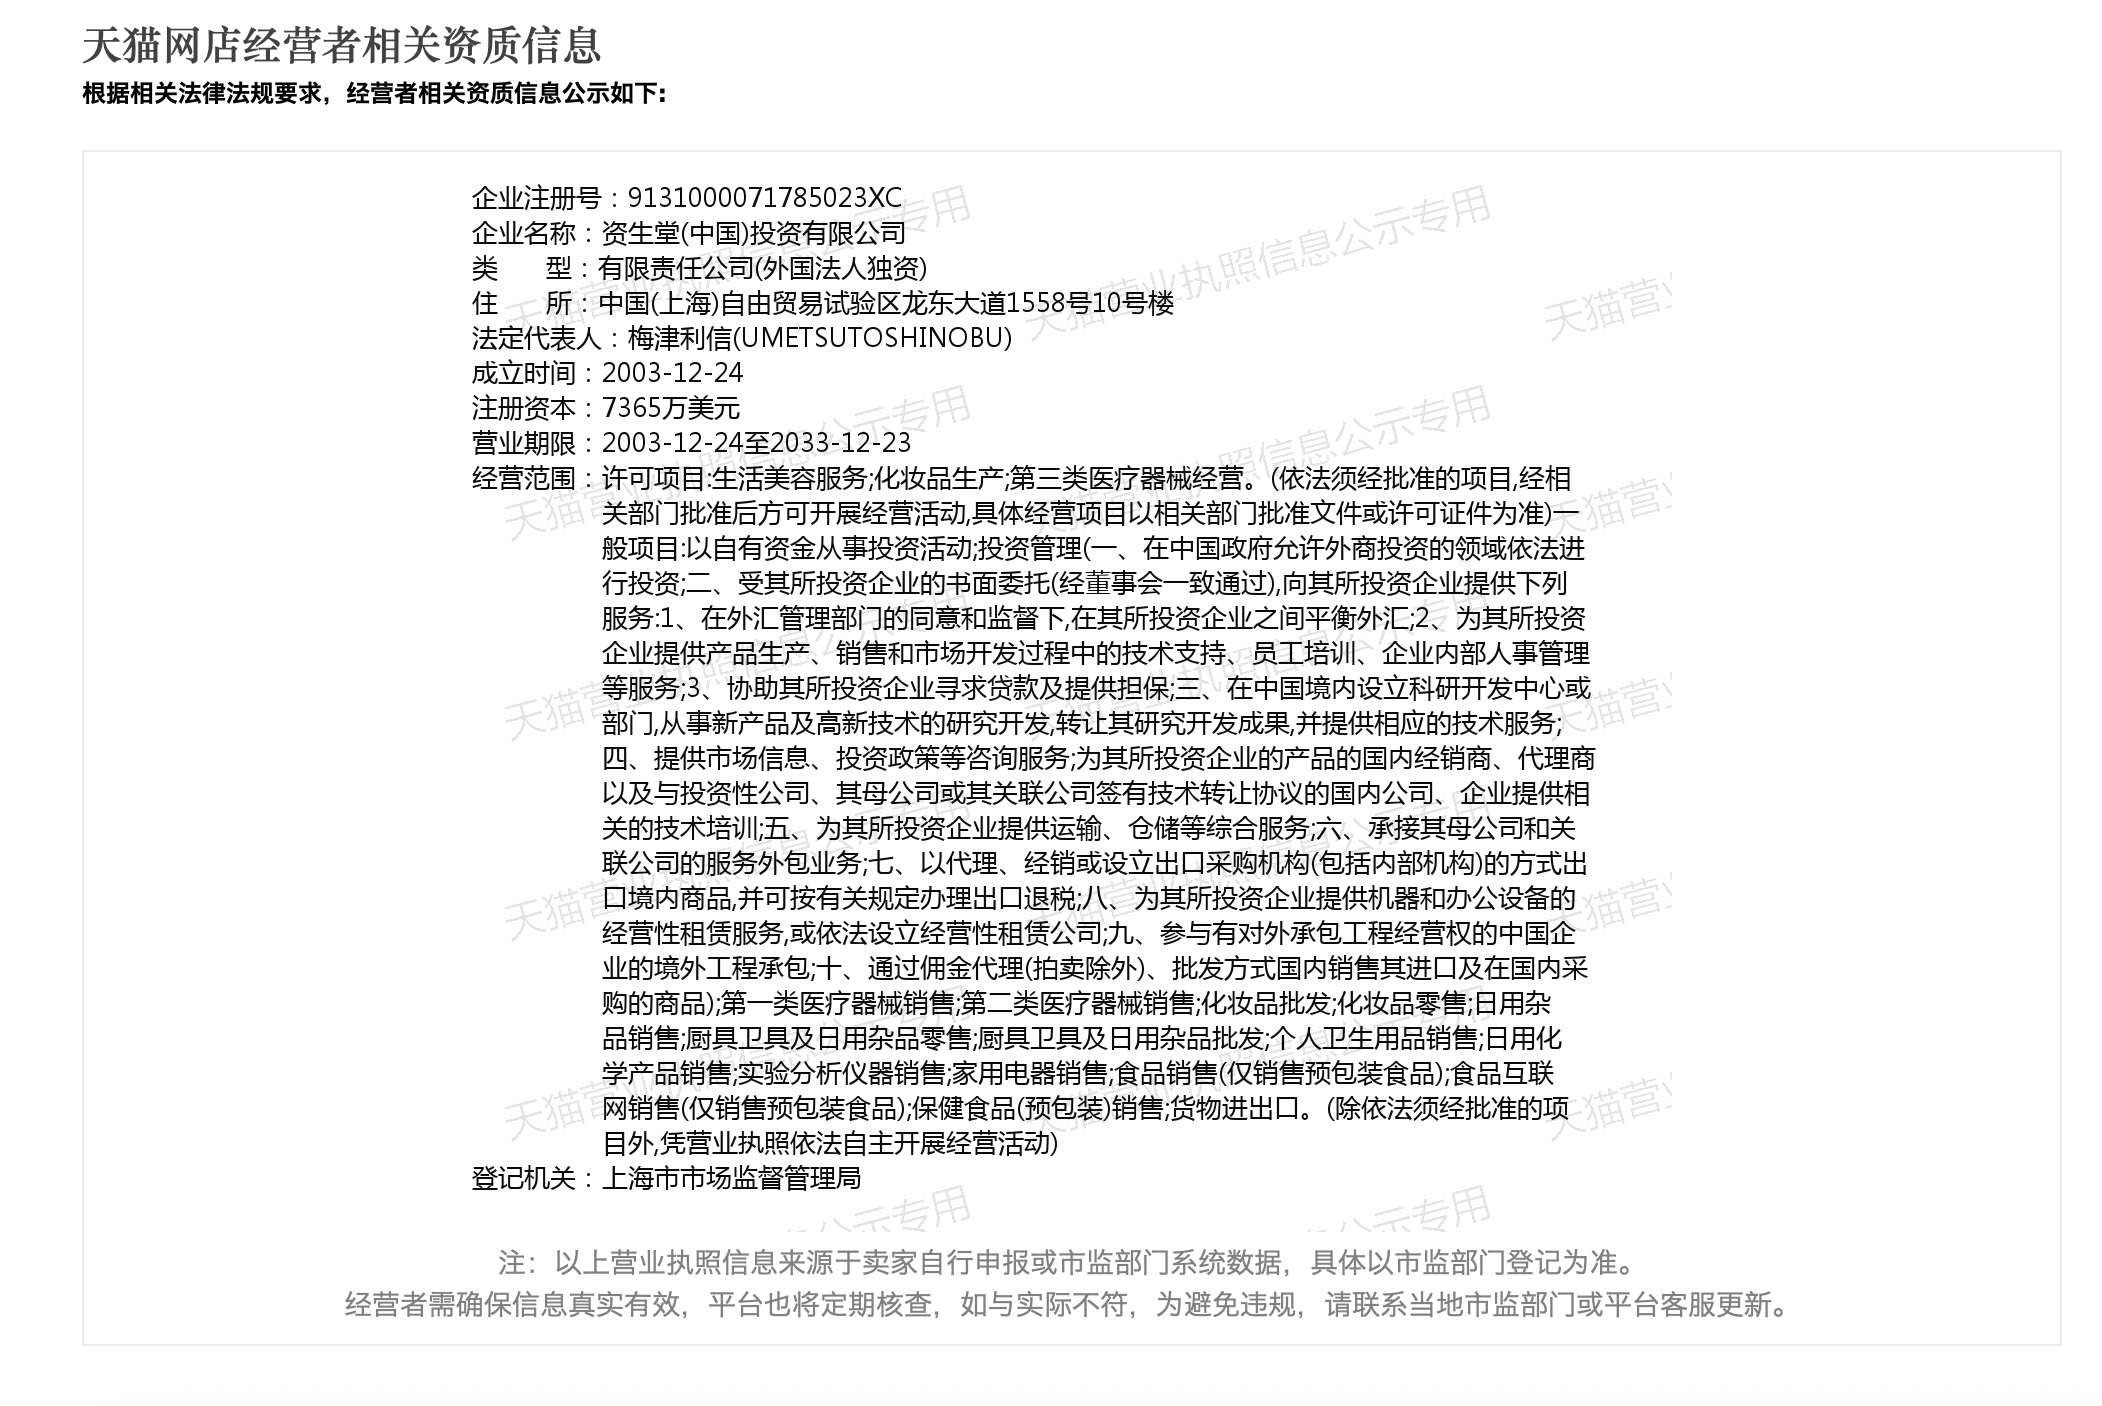 天猫网店经营者相关资质信息
根据相关法律法规要求，经营者相关资质信息公示如下:
企业注册号：9131000071785023XC
企业名称：资生堂(中国)投资有限公司
类 型：有限责任公司(外国法人独资)
住 所：中国(上海)自由贸易试验区龙东大道1558号10号楼
法定代表人：梅津利信(UMETSUTOSHINOBU)
成立时间：2003-12-24
注册资本：7365万美元
营业期限：2003-12-24至2033-12-23
经营范围：许可项目:生活美容服务;化妆品生产;第三类医疗器械经营。(依法须经批准的项目,经相
关部门批准后方可开展经营活动,具体经营项目以相关部门批准文件或许可证件为准)一
般项目:以自有资金从事投资活动;投资管理(一、在中国政府允许外商投资的领域依法进
行投资;二、受其所投资企业的书面委托(经董事会一致通过),向其所投资企业提供下列
服务:1、在外汇管理部门的同意和监督下,在其所投资企业之间平衡外汇;2、为其所投资
企业提供产品生产、销售和市场开发过程中的技术支持、员工培训、企业内部人事管理
等服务;3、协助其所投资企业寻求贷款及提供担保;三、在中国境内设立科研开发中心或
部门,从事新产品及高新技术的研究开发,转让其研究开发成果,并提供相应的技术服务;
四、提供市场信息、投资政策等咨询服务;为其所投资企业的产品的国内经销商、代理商
以及与投资性公司、其母公司或其关联公司签有技术转让协议的国内公司、企业提供相
关的技术培训;五、为其所投资企业提供运输、仓储等综合服务;六、承接其母公司和关
联公司的服务外包业务;七、以代理、经销或设立出口采购机构(包括内部机构)的方式出
口境内商品,并可按有关规定办理出口退税;八、为其所投资企业提供机器和办公设备的
经营性租赁服务,或依法设立经营性租赁公司;九、参与有对外承包工程经营权的中国企
业的境外工程承包;十、通过佣金代理(拍卖除外)、批发方式国内销售其进口及在国内采
购的商品);第一类医疗器械销售;第二类医疗器械销售;化妆品批发;化妆品零售;日用杂
品销售;厨具卫具及日用杂品零售;厨具卫具及日用杂品批发;个人卫生用品销售;日用化
学产品销售;实验分析仪器销售;家用电器销售;食品销售(仅销售预包装食品);食品互联
网销售(仅销售预包装食品);保健食品(预包装)销售;货物进出口。(除依法须经批准的项
目外,凭营业执照依法自主开展经营活动)
登记机关：上海市市场监督管理局
天猫营业执照信息公示专用
注：以上营业执照信息来源于卖家自行申报或市监部门系统数据，具体以市监部门登记为准。
经营者需确保信息真实有效，平台也将定期核查，如与实际不符，为避免违规，请联系当地市监部门或平台客服更新。